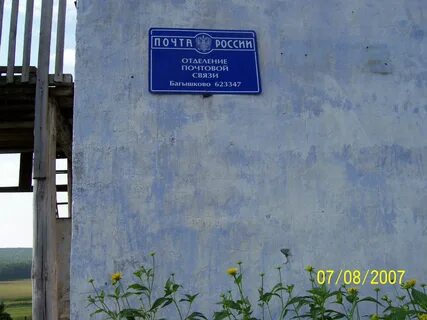 ПОЧТА РОССИИ
ОТДЕЛЕНИЕ
ПОЧТОВОЙ
СВЯЗИ
Багышково 623347
07/08/2007